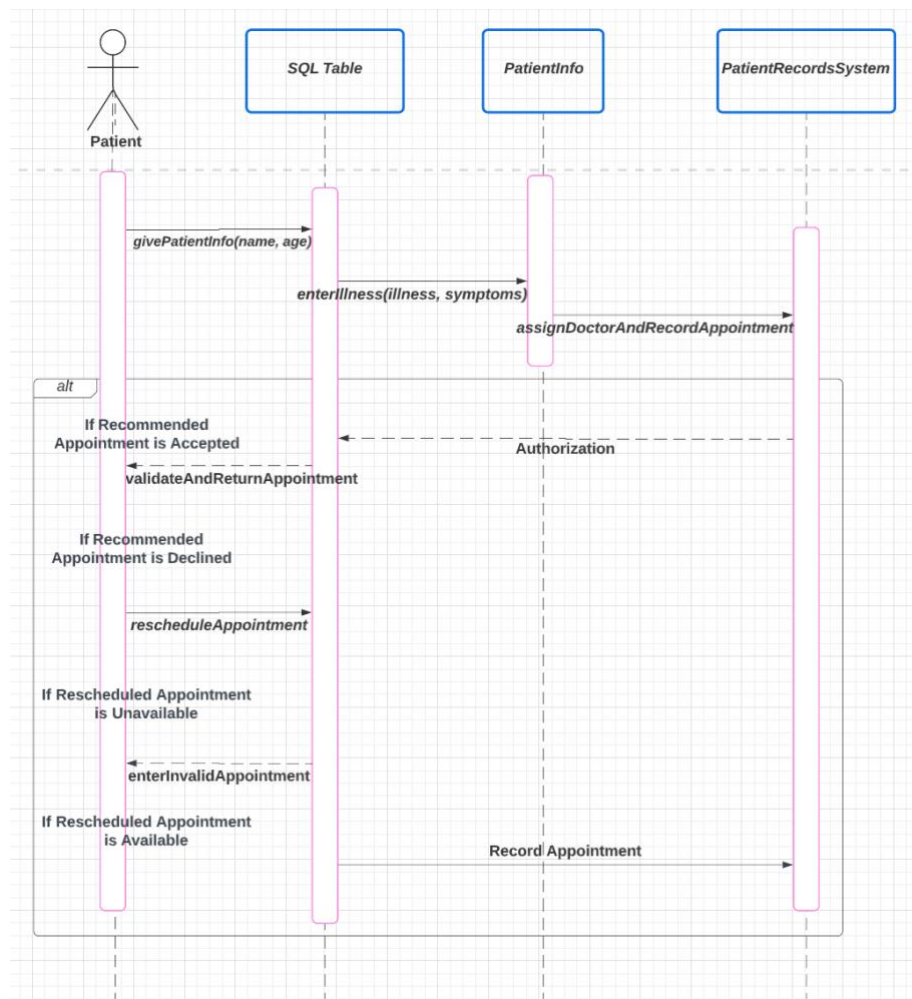 SQL Table
PatientInfo
PatientRecordsSystem
Patient
givePatientInfo(name, age)
enterIllness(illness, symptoms)
assignDoctorAndRecordAppointment
alt
If Recommended
Appointment is Accepted
Authorization
validateAndReturnAppointment
If Recommended
Appointment is Declined
rescheduleAppointment
If Rescheduled Appointment
is Unavailable
enterInvalidAppointment
If Rescheduled Appointment
is Available
Record Appointment